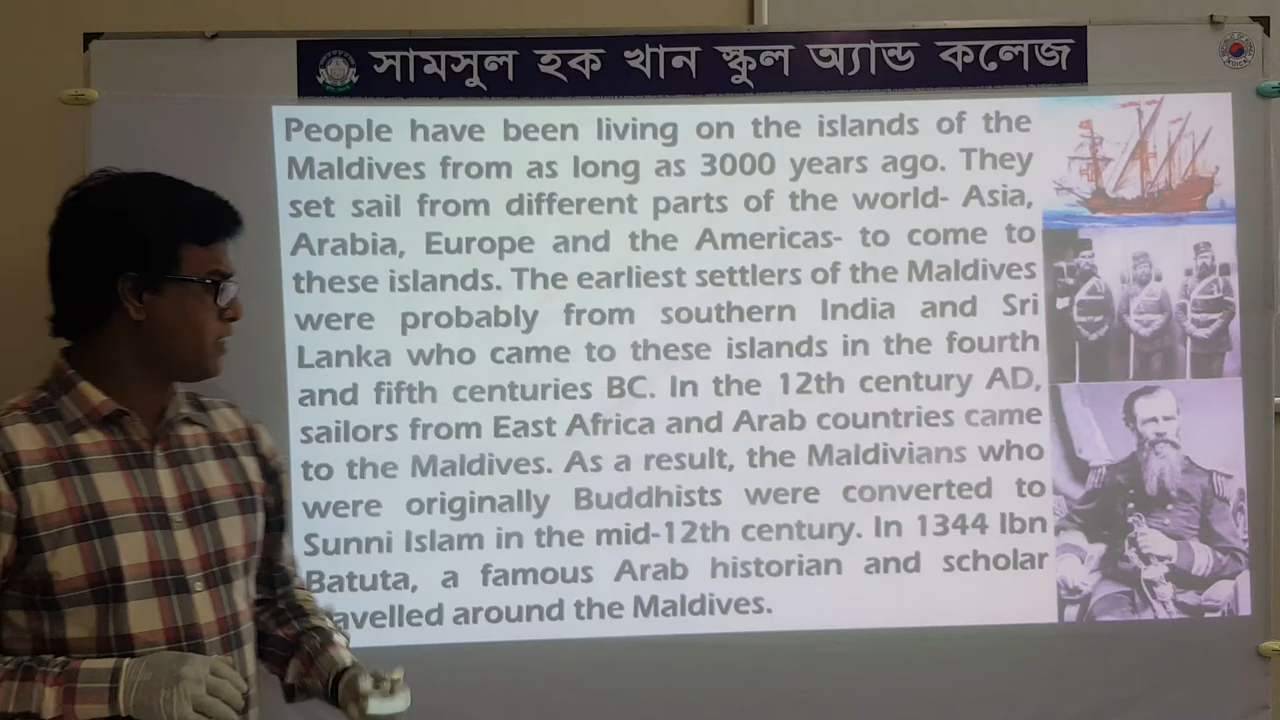 সামসুল হক খান স্কুল অ্যান্ড কলেজ
People have been living on the islands of the
Maldives from as long as 3000 years ago. They
set sail from different parts of the world- Asia,
Arabia, Europe and the Americas- to come to
these islands. The earliest settlers of the Maldives
were probably from southern India and Sri
Lanka who came to these islands in the fourth
and fifth centuries BC. In the 12th century AD,
sailors from East Africa and Arab countries came
to the Maldives. As a result, the Maldivians who
were originally Buddhists were converted to
Sunni Islam in the mid-12th century. In 1344 Ibn
Batuta, a famous Arab historian and scholar
avelled around the Maldives.